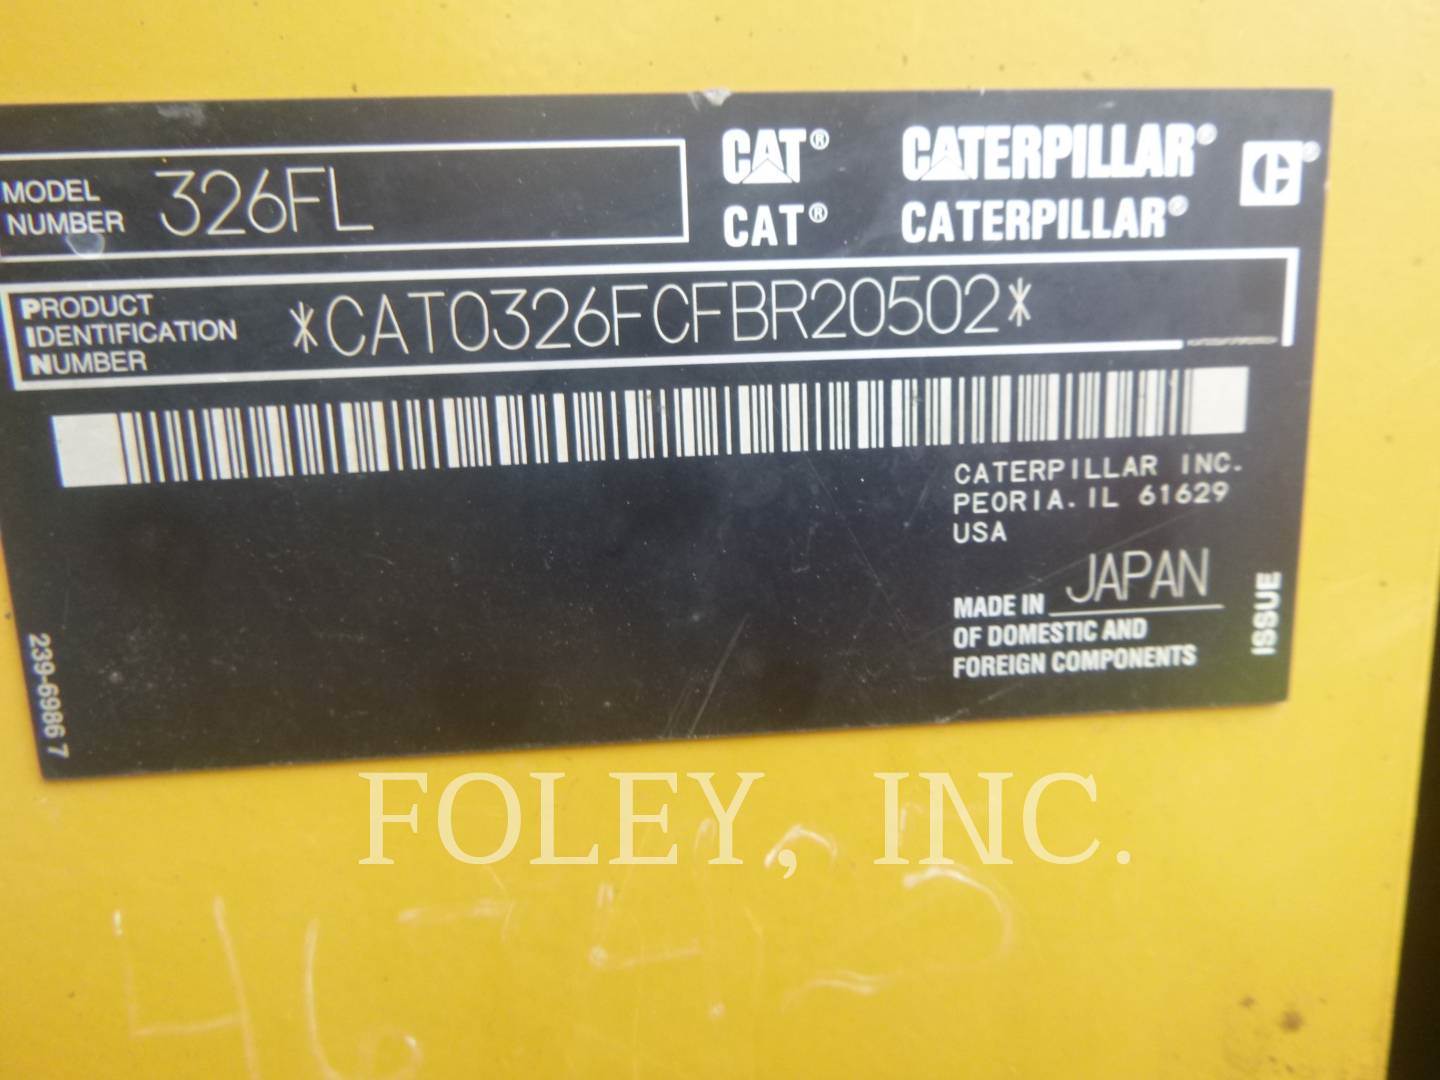 MODEL NUMBER 326FL
CAT® CATERPILLAR®
CAT® CATERPILLAR®
PRODUCT
IDENTIFICATION
NUMBER
*CAT0326FCFBR20502*
CATERPILLAR INC.
PEORIA. IL 61629
USA
MADE IN JAPAN
OF DOMESTIC AND
FOREIGN COMPONENTS
ISSUE
239-6986 7
FOLEY, INC.